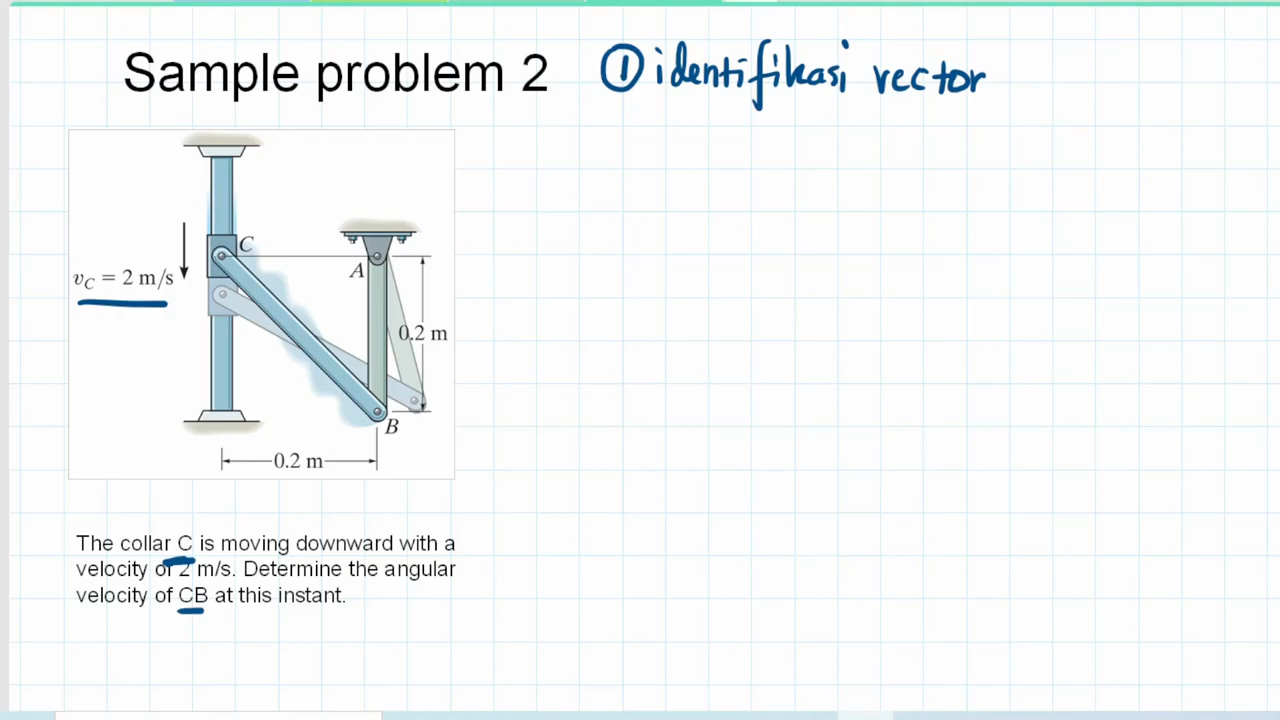 Sample problem 2 ① identifikasi vector
C
A
v_C = 2 m/s
0.2 m
B
0.2 m
The collar C is moving downward with a
velocity of 2 m/s. Determine the angular
velocity of CB at this instant.